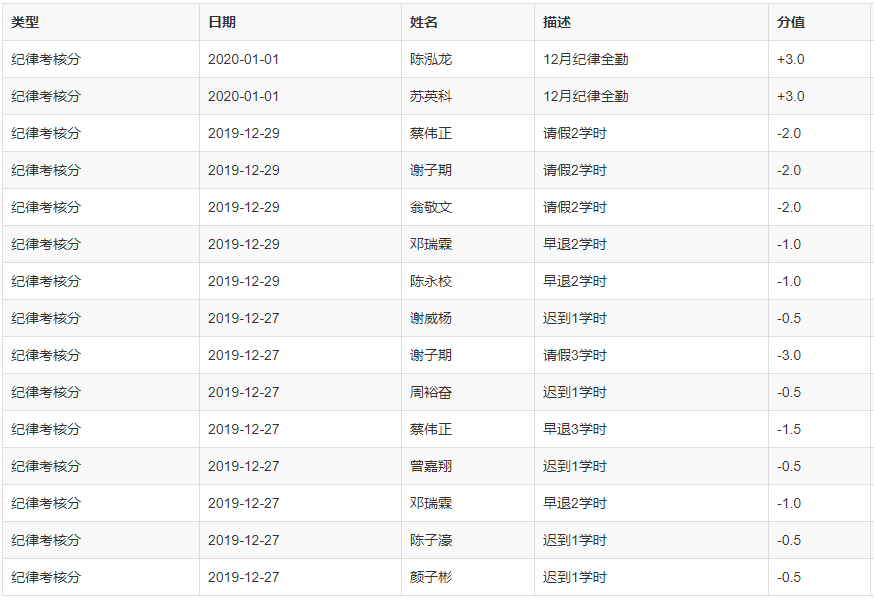 类型 日期 姓名 描述 分值
纪律考核分 2020-01-01 陈泓龙 12月纪律全勤 +3.0
纪律考核分 2020-01-01 苏英科 12月纪律全勤 +3.0
纪律考核分 2019-12-29 蔡伟正 请假2学时 -2.0
纪律考核分 2019-12-29 谢子期 请假2学时 -2.0
纪律考核分 2019-12-29 翁敬文 请假2学时 -2.0
纪律考核分 2019-12-29 邓瑞霖 早退2学时 -1.0
纪律考核分 2019-12-29 陈永校 早退2学时 -1.0
纪律考核分 2019-12-27 谢威杨 迟到1学时 -0.5
纪律考核分 2019-12-27 谢子期 请假3学时 -3.0
纪律考核分 2019-12-27 周裕奋 迟到1学时 -0.5
纪律考核分 2019-12-27 蔡伟正 早退3学时 -1.5
纪律考核分 2019-12-27 曾嘉翔 迟到1学时 -0.5
纪律考核分 2019-12-27 邓瑞霖 早退2学时 -1.0
纪律考核分 2019-12-27 陈子濠 迟到1学时 -0.5
纪律考核分 2019-12-27 颜子彬 迟到1学时 -0.5